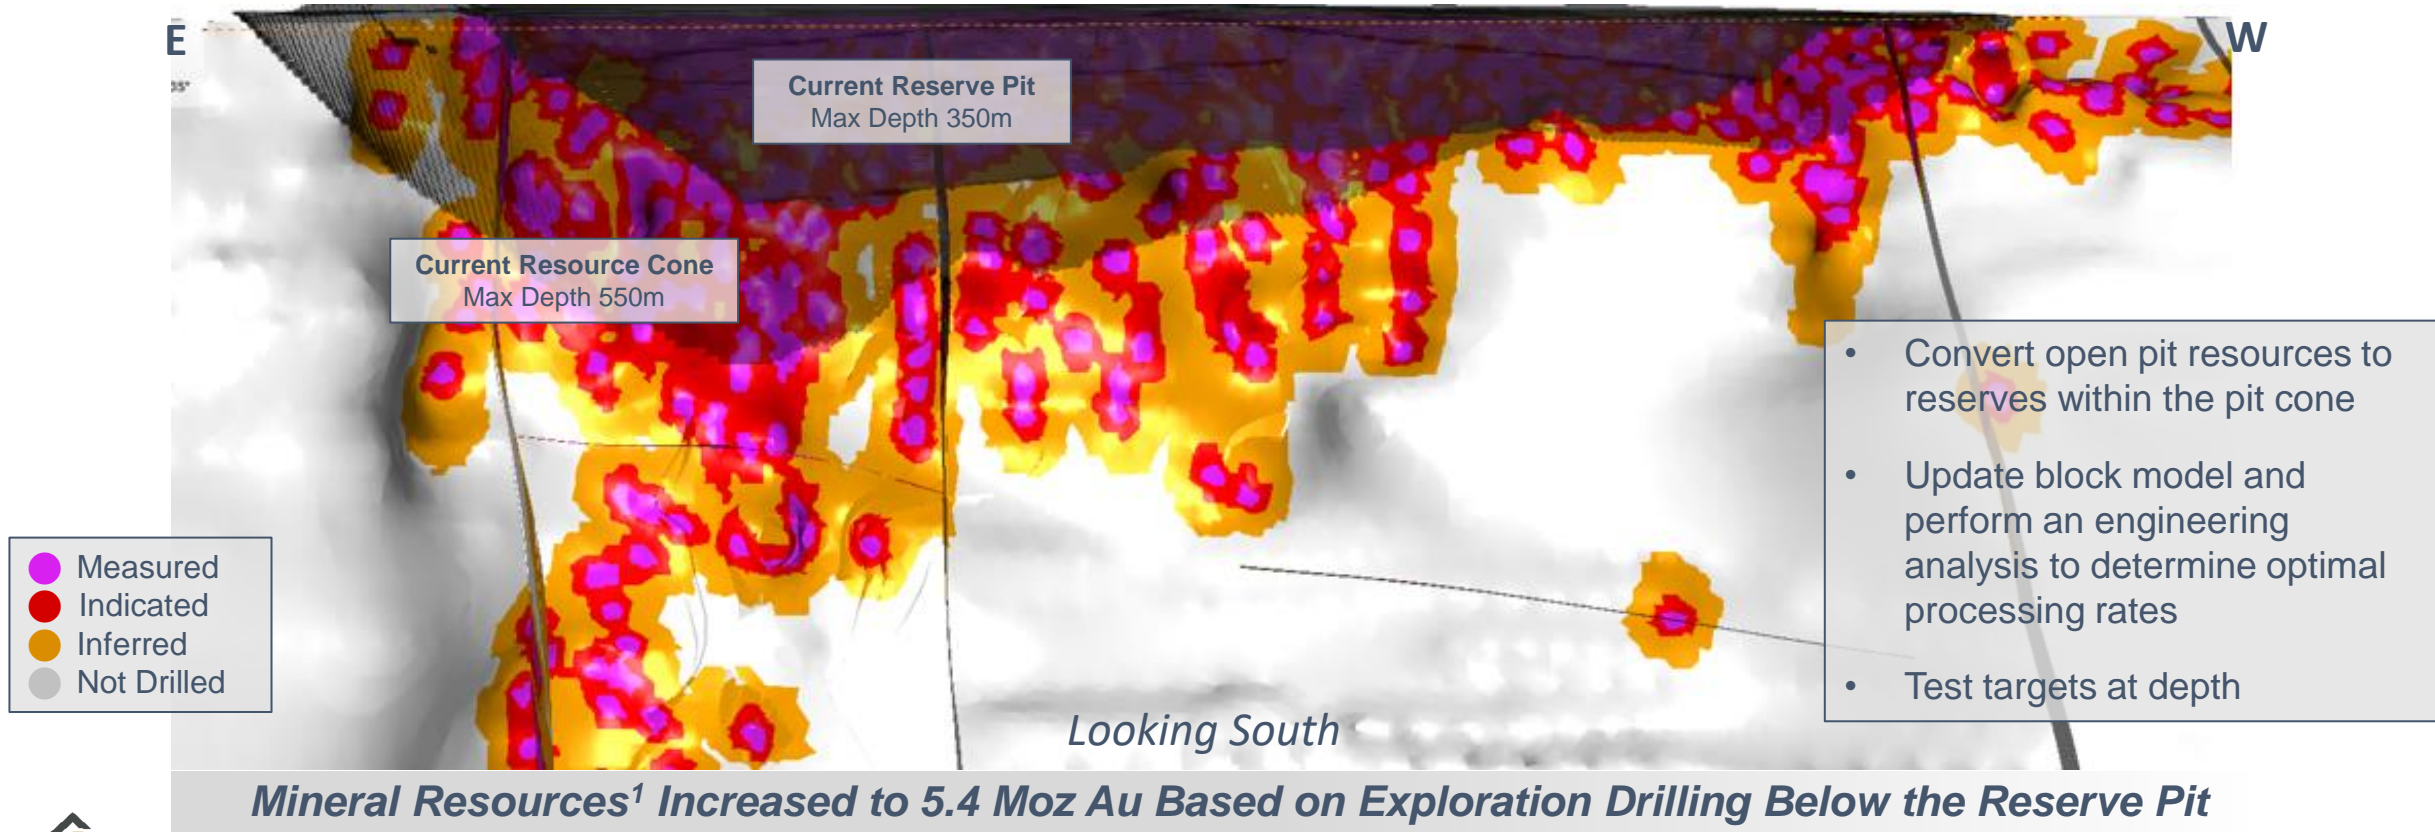 E
W
35°
Current Reserve Pit
Max Depth 350m
Current Resource Cone
Max Depth 550m
• Convert open pit resources to
reserves within the pit cone
• Update block model and
perform an engineering
analysis to determine optimal
processing rates
• Test targets at depth
Measured
Indicated
Inferred
Not Drilled
Looking South
Mineral Resources¹ Increased to 5.4 Moz Au Based on Exploration Drilling Below the Reserve Pit